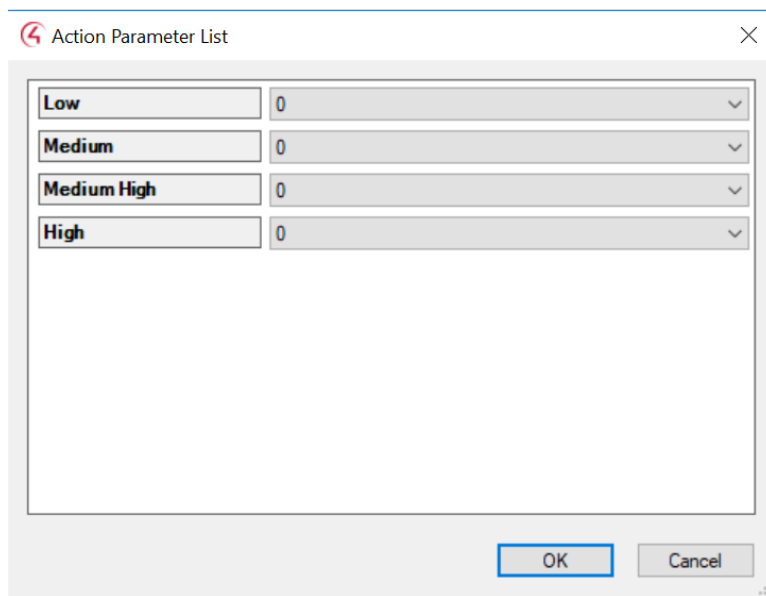 Action Parameter List
Low 0
Medium 0
Medium High 0
High 0
OK Cancel